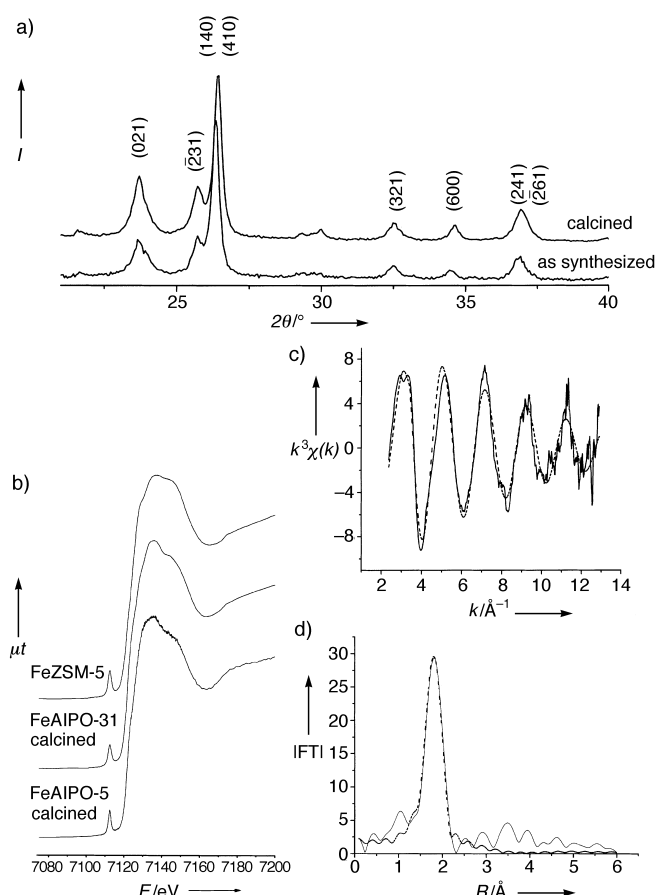 a)
(140)
(410)
(021)
(2̄31)
(321)
(600)
(241)
(2̄61)
I
calcined
as synthesized
25 30 35 40
2θ/°
c)
8
4
0
−4
−8
k³χ(k)
2 4 6 8 10 12 14
k/Å⁻¹
b)
μt
FeZSM-5
FeAlPO-31
calcined
FeAlPO-5
calcined
7080 7100 7120 7140 7160 7180 7200
E/eV
d)
30
25
20
15
10
5
0
|FT|
0 1 2 3 4 5 6
R/Å